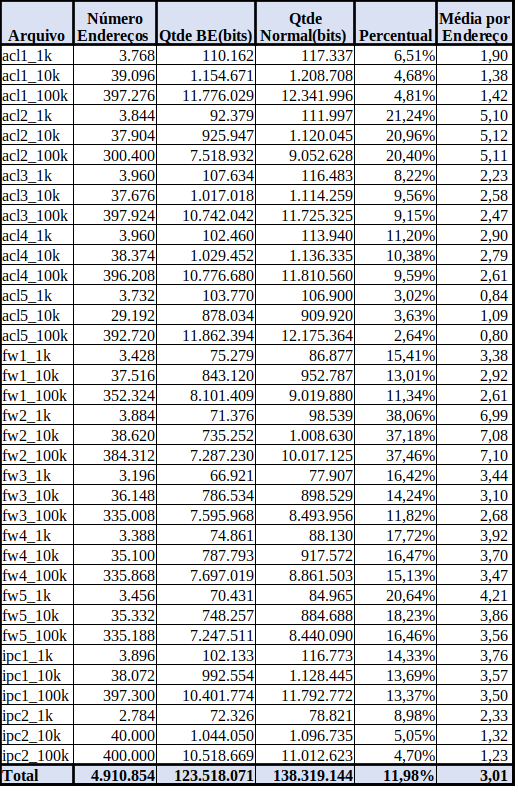 Arquivo Número Endereços Qtde BE(bits) Qtde Normal(bits) Percentual Média por Endereço
acl1_1k 3.768 110.162 117.337 6,51% 1,90
acl1_10k 39.096 1.154.671 1.208.708 4,68% 1,38
acl1_100k 397.276 11.776.029 12.341.996 4,81% 1,42
acl2_1k 3.844 92.379 111.997 21,24% 5,10
acl2_10k 37.904 925.947 1.120.045 20,96% 5,12
acl2_100k 300.400 7.518.932 9.052.628 20,40% 5,11
acl3_1k 3.960 107.634 116.483 8,22% 2,23
acl3_10k 37.676 1.017.018 1.114.259 9,56% 2,58
acl3_100k 397.924 10.742.042 11.725.325 9,15% 2,47
acl4_1k 3.960 102.460 113.940 11,20% 2,90
acl4_10k 38.374 1.029.452 1.136.335 10,38% 2,79
acl4_100k 396.208 10.776.680 11.810.560 9,59% 2,61
acl5_1k 3.732 103.770 106.900 3,02% 0,84
acl5_10k 29.192 878.034 909.920 3,63% 1,09
acl5_100k 392.720 11.862.394 12.175.364 2,64% 0,80
fw1_1k 3.428 75.279 86.877 15,41% 3,38
fw1_10k 37.516 843.120 952.787 13,01% 2,92
fw1_100k 352.324 8.101.409 9.019.880 11,34% 2,61
fw2_1k 3.884 71.376 98.539 38,06% 6,99
fw2_10k 38.620 735.252 1.008.630 37,18% 7,08
fw2_100k 384.312 7.287.230 10.017.125 37,46% 7,10
fw3_1k 3.196 66.921 77.907 16,42% 3,44
fw3_10k 36.148 786.534 898.529 14,24% 3,10
fw3_100k 335.008 7.595.968 8.493.956 11,82% 2,68
fw4_1k 3.388 74.861 88.130 17,72% 3,92
fw4_10k 35.100 787.793 917.572 16,47% 3,70
fw4_100k 335.868 7.697.019 8.861.503 15,13% 3,47
fw5_1k 3.456 70.431 84.965 20,64% 4,21
fw5_10k 35.332 748.257 884.688 18,23% 3,86
fw5_100k 335.188 7.247.511 8.440.090 16,46% 3,56
ipc1_1k 3.896 102.133 116.773 14,33% 3,76
ipc1_10k 38.072 992.554 1.128.445 13,69% 3,57
ipc1_100k 397.300 10.401.774 11.792.772 13,37% 3,50
ipc2_1k 2.784 72.326 78.821 8,98% 2,33
ipc2_10k 40.000 1.044.050 1.096.735 5,05% 1,32
ipc2_100k 400.000 10.518.669 11.012.623 4,70% 1,23
Total 4.910.854 123.518.071 138.319.144 11,98% 3,01